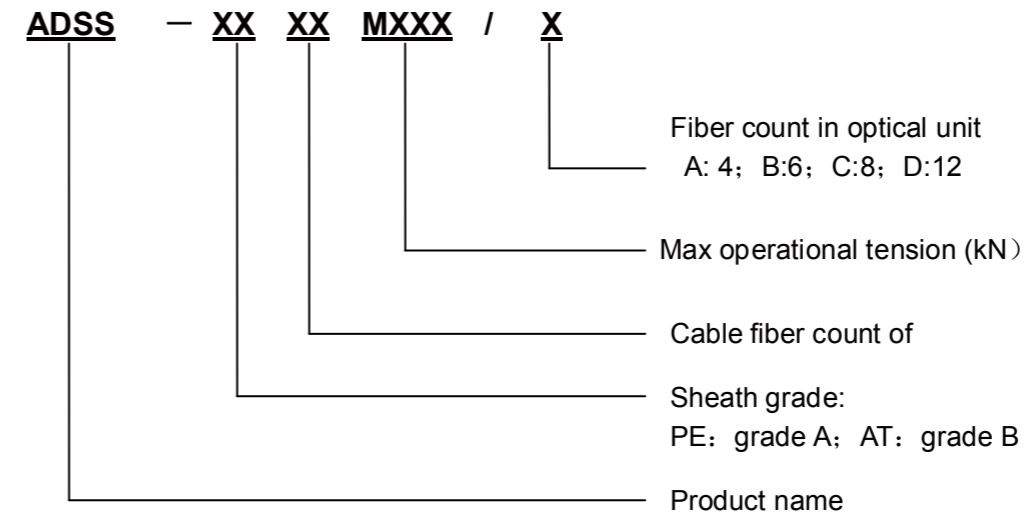 ADSS － XX XX MXXX / X
Fiber count in optical unit
A: 4；B:6；C:8；D:12
Max operational tension (kN）
Cable fiber count of
Sheath grade:
PE：grade A；AT：grade B
Product name